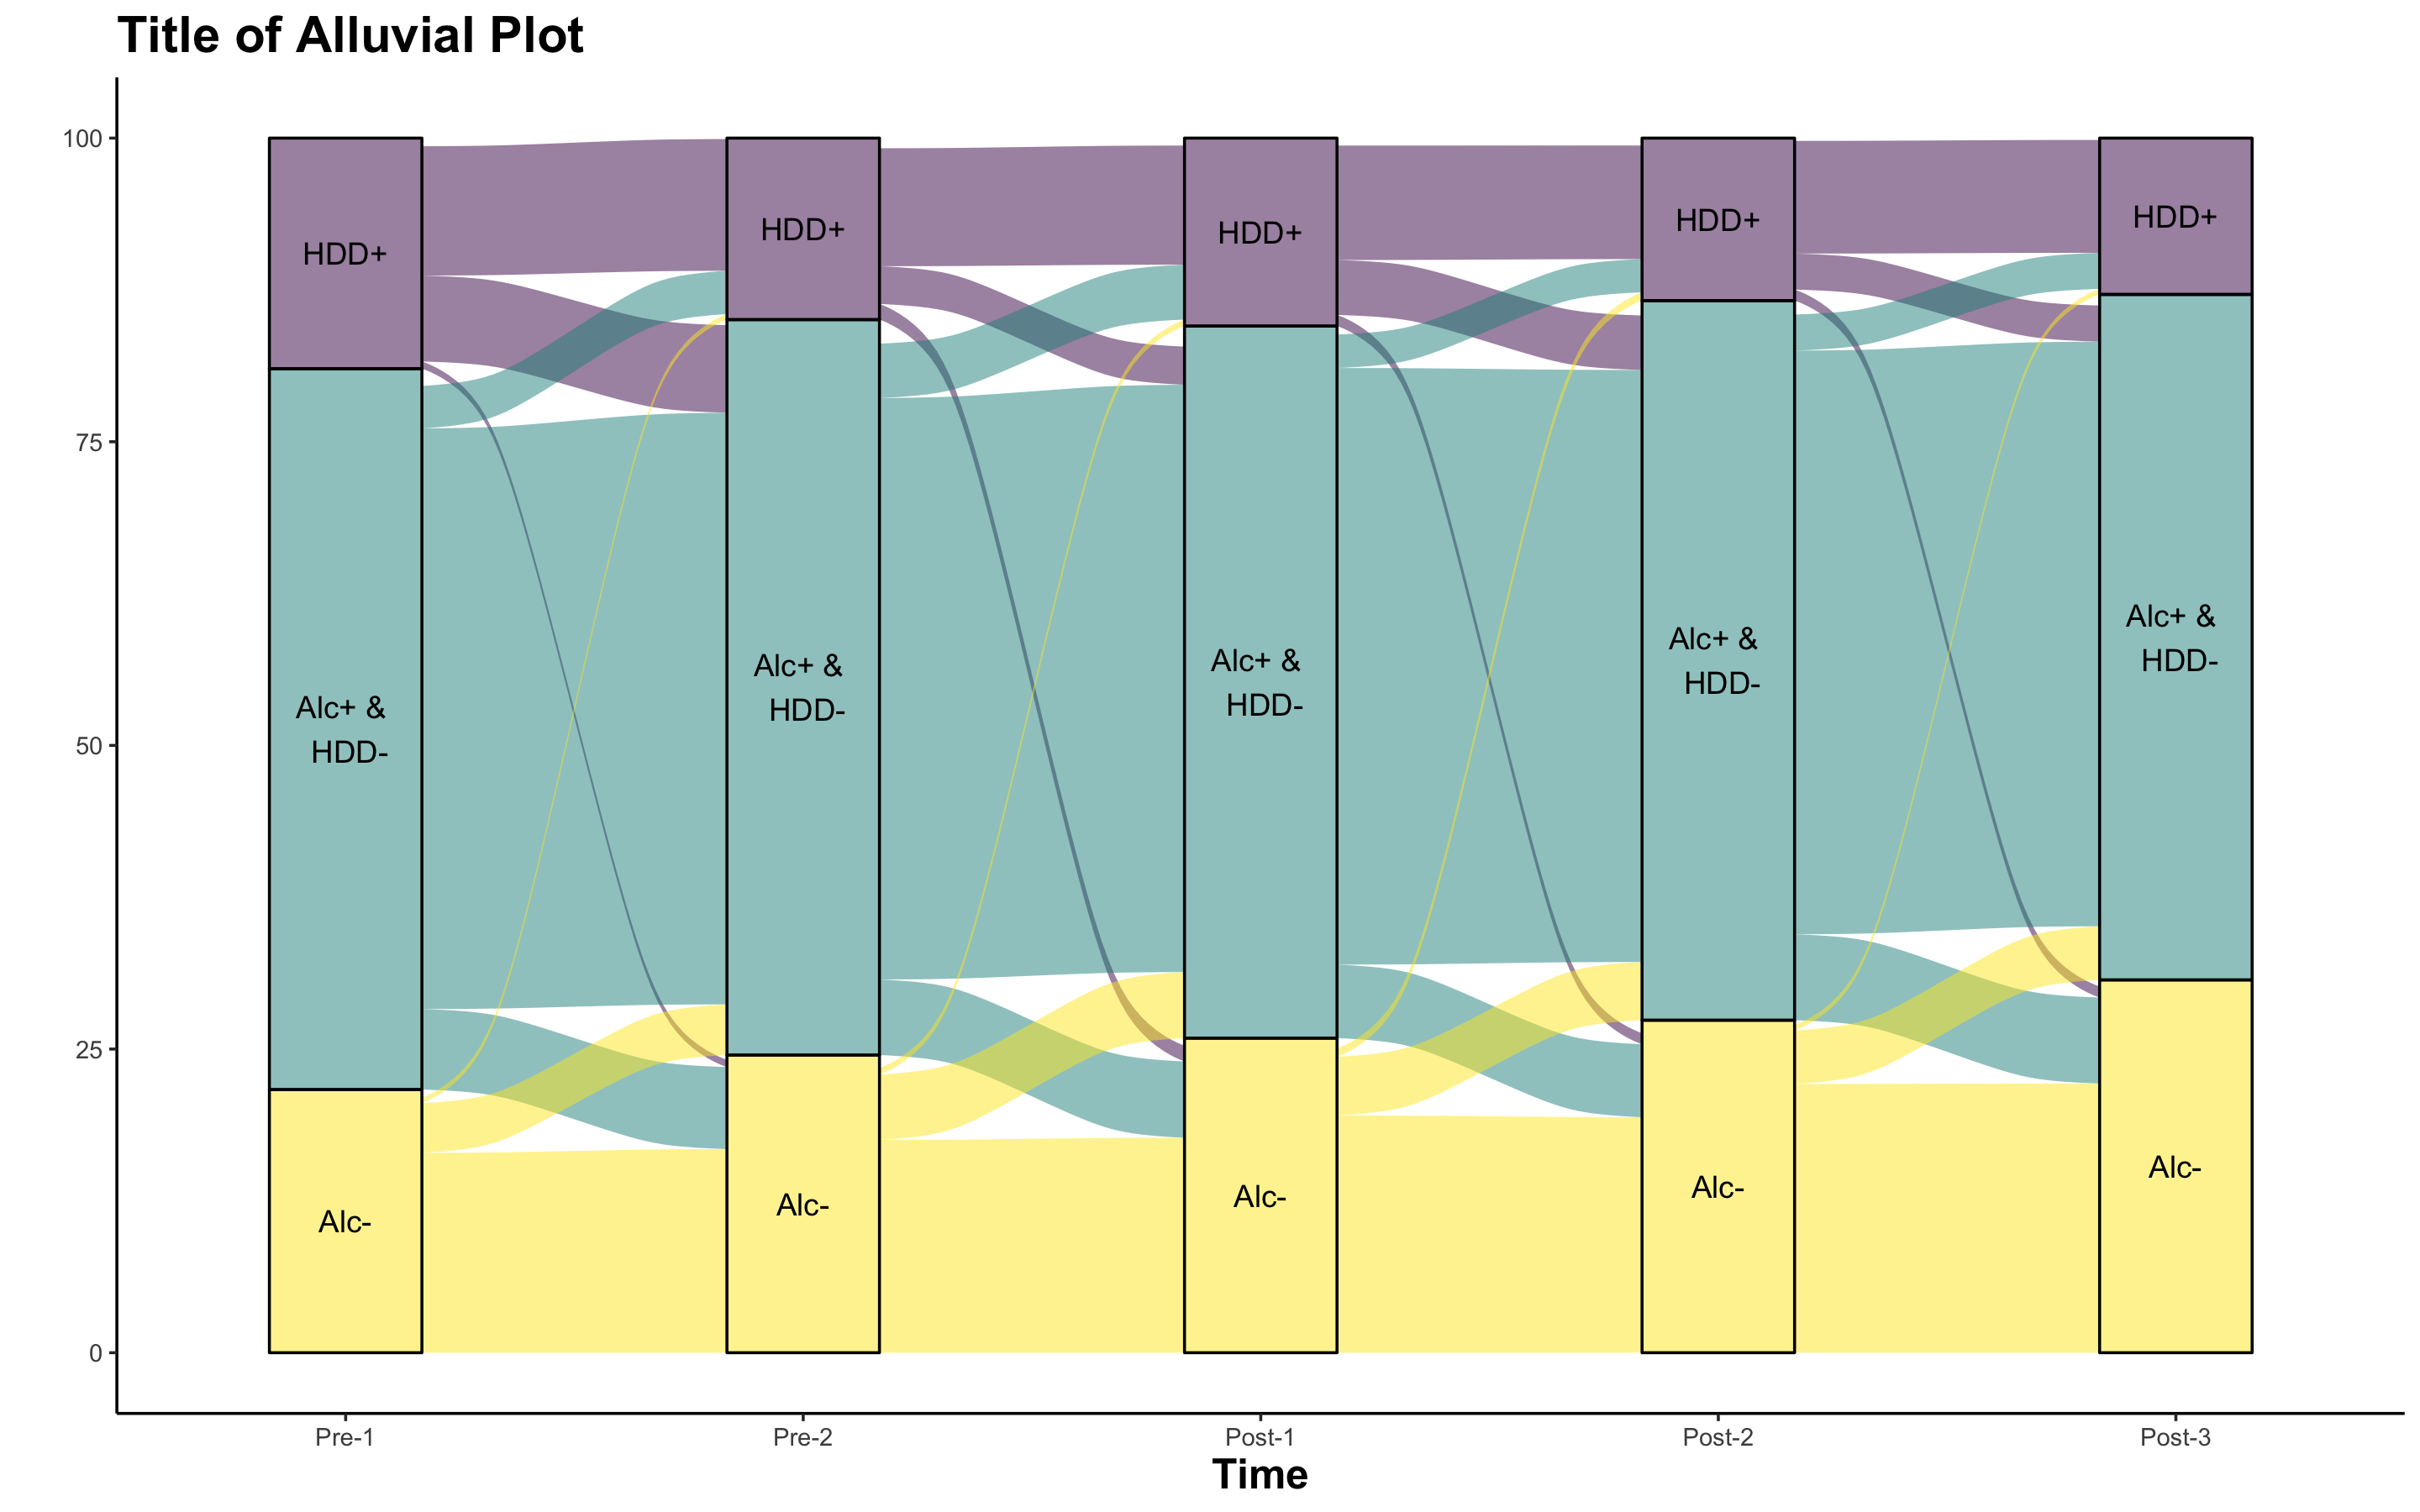 Title of Alluvial Plot
100
75
50
25
0
HDD+
Alc+ &
HDD-
Alc-
HDD+
Alc+ &
HDD-
Alc-
HDD+
Alc+ &
HDD-
Alc-
HDD+
Alc+ &
HDD-
Alc-
HDD+
Alc+ &
HDD-
Alc-
Pre-1
Pre-2
Post-1
Post-2
Post-3
Time